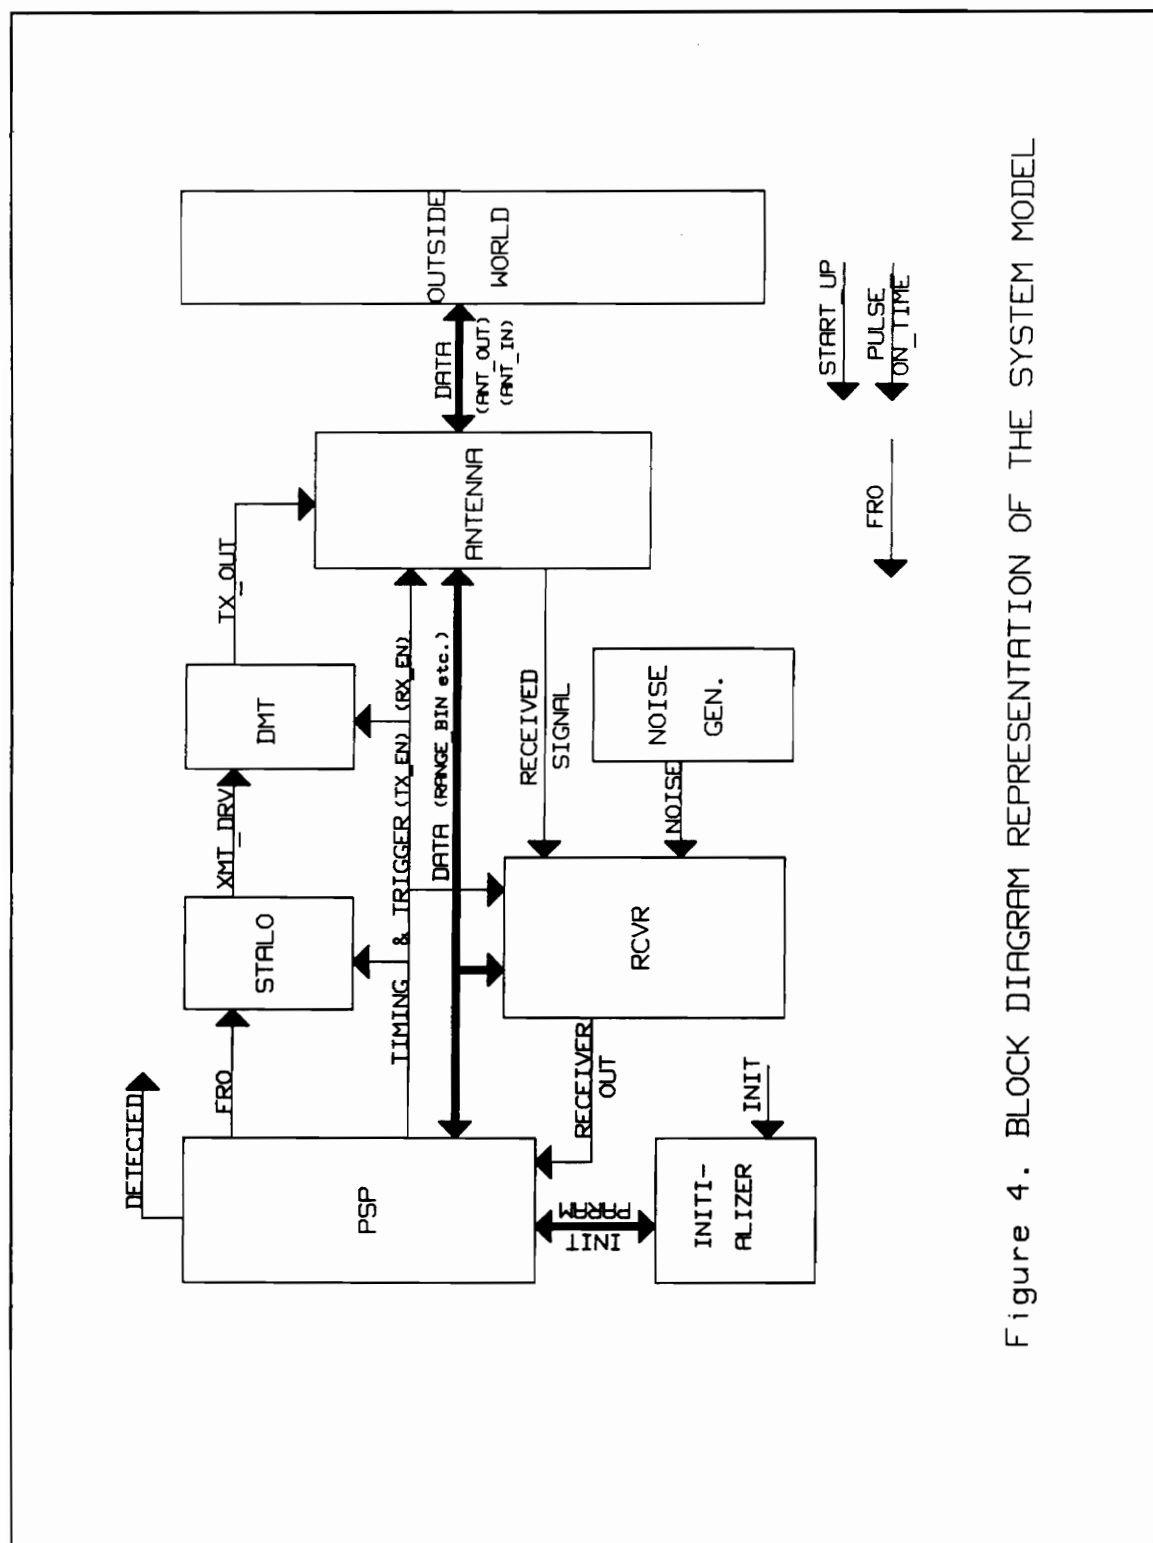 DETECTED
FRO
XMT_DRV
TX_OUT
PSP
STALO
DMT
ANTENNA
OUTSIDE
WORLD
TIMING & TRIGGER (TX_EN) (RX_EN)
DATA (RANGE_BIN etc.)
DATA
(ANT_OUT)
(ANT_IN)
RECEIVER
OUT
RCVR
RECEIVED
SIGNAL
NOISE
NOISE
GEN.
INIT
PARAM
INITI-
ALIZER
INIT
START_UP
PULSE
ON_TIME
FRO
Figure 4. BLOCK DIAGRAM REPRESENTATION OF THE SYSTEM MODEL